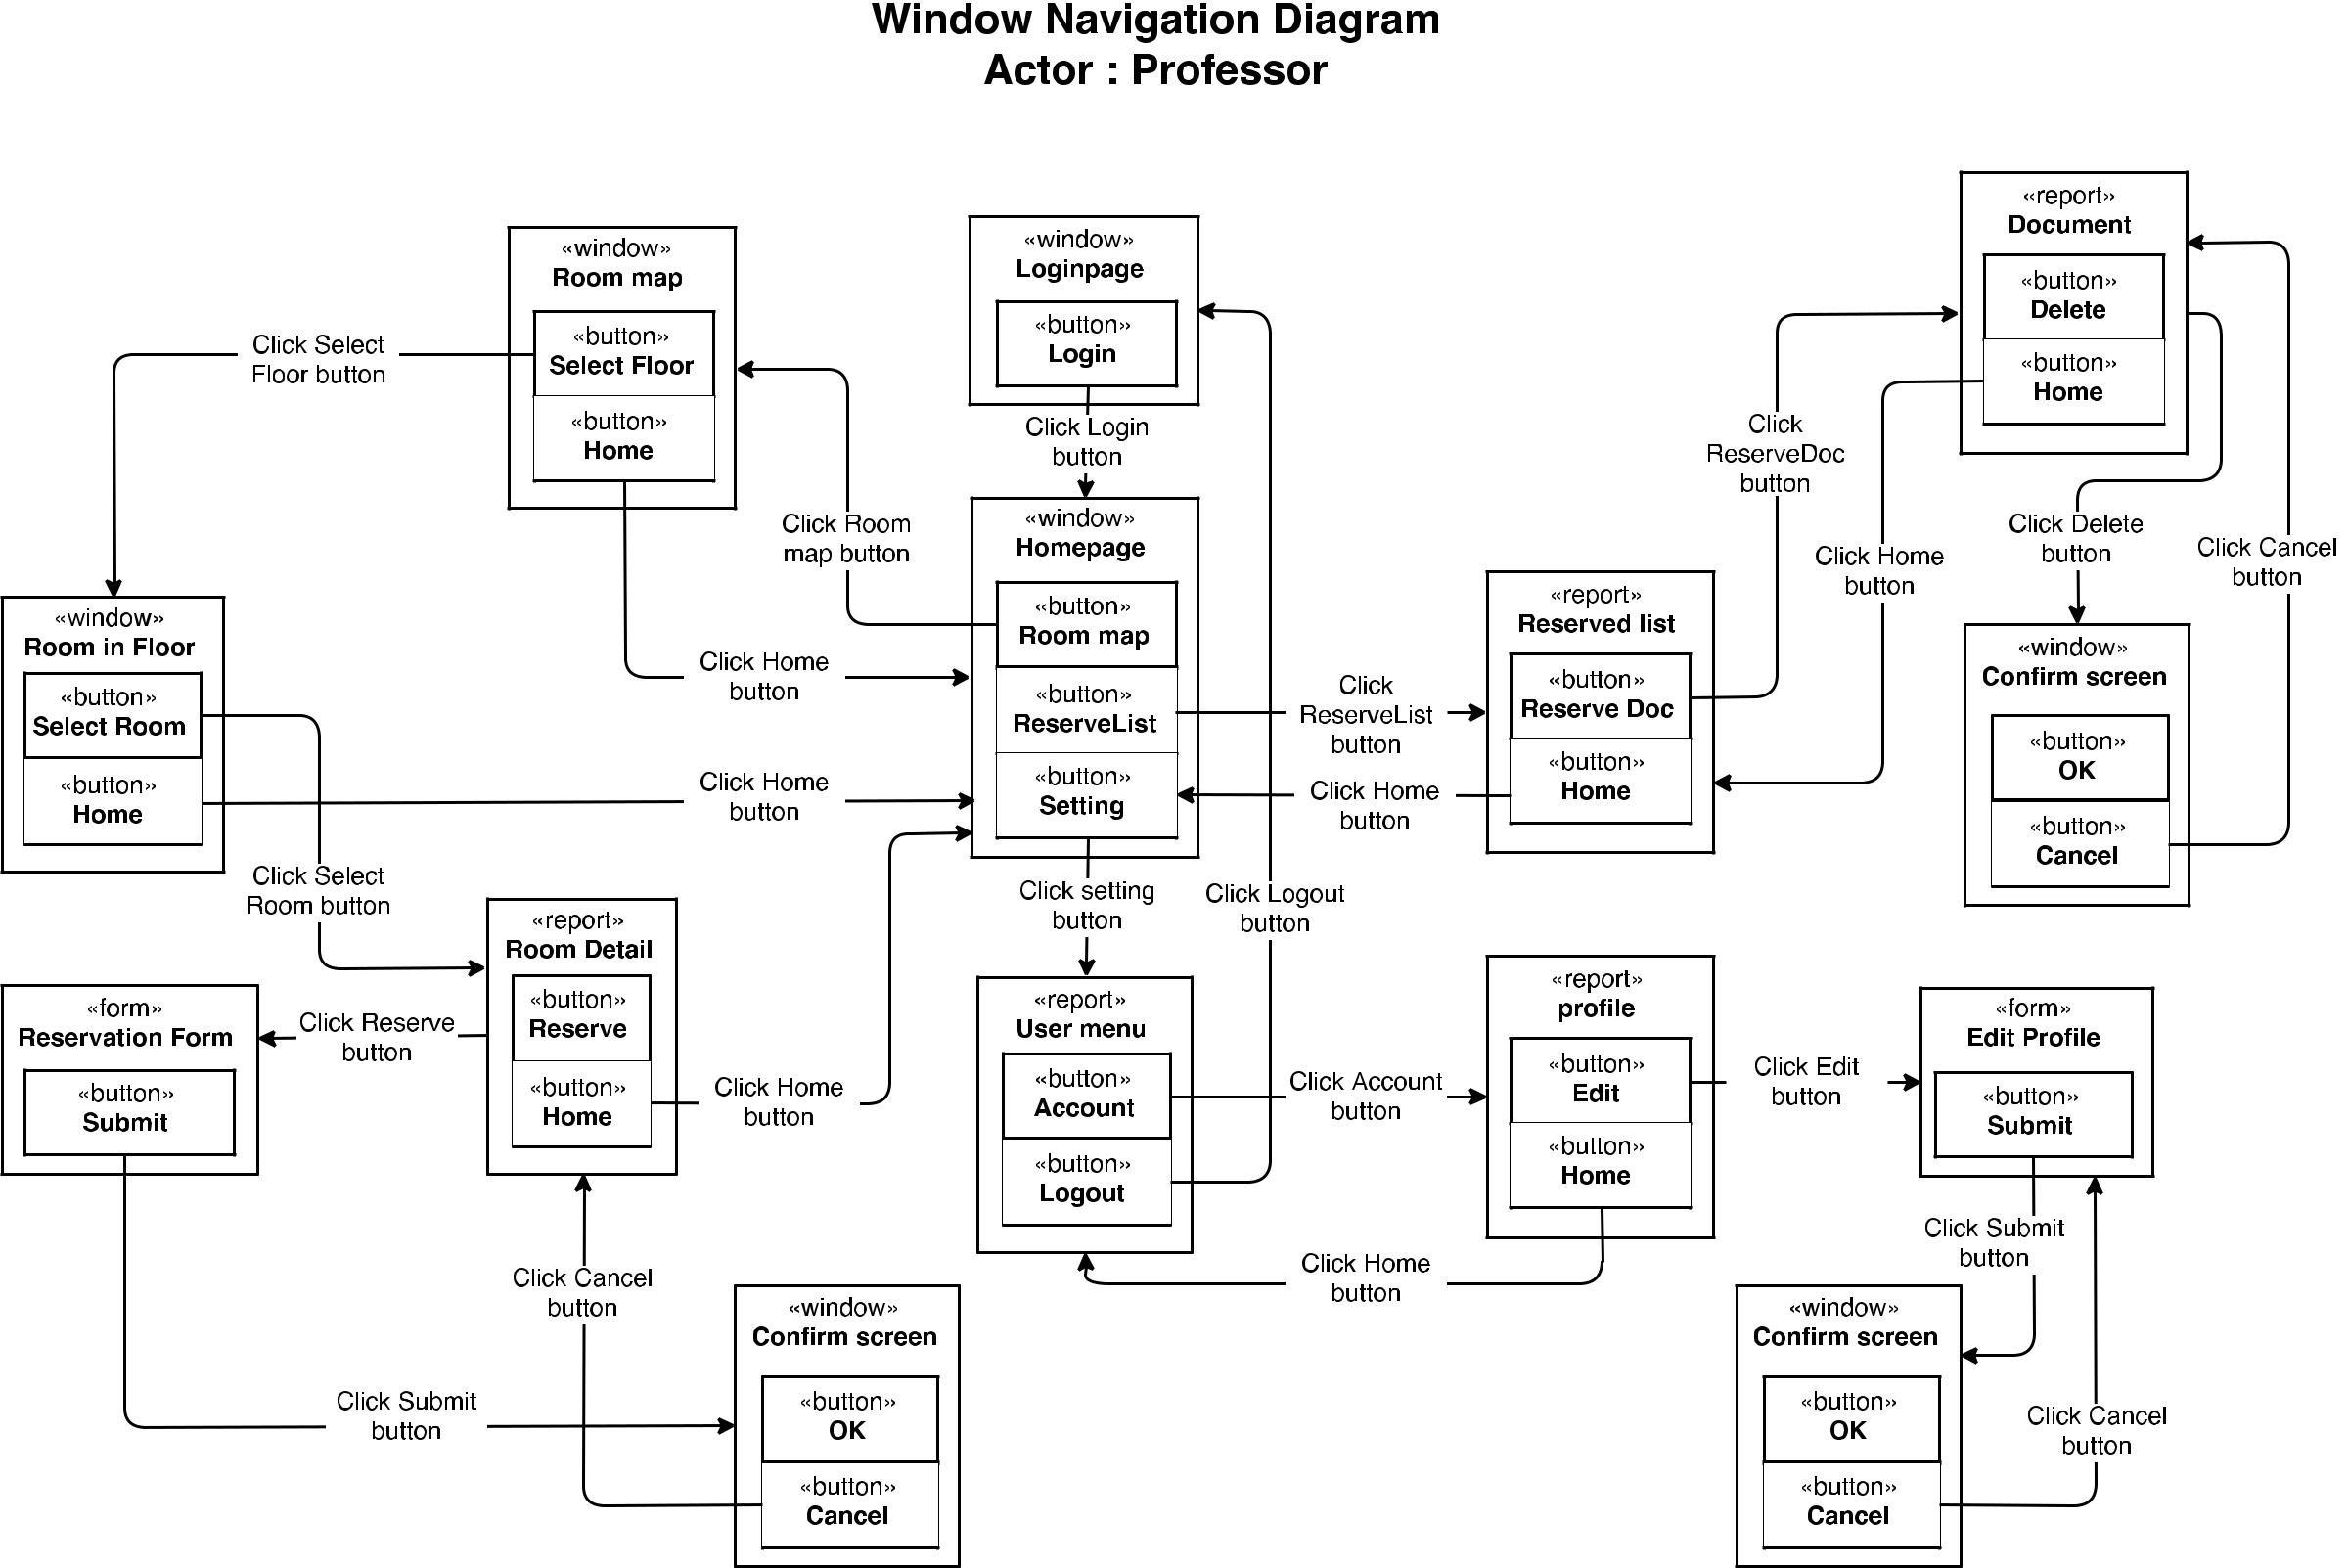 Window Navigation Diagram
Actor : Professor
«report»
Document
«button»
Delete
«button»
Home
«window»
Room map
«button»
Select Floor
«button»
Home
«window»
Loginpage
«button»
Login
Click Select
Floor button
Click Login
button
Click
ReserveDoc
button
Click Room
map button
Click Home
button
Click Delete
button
Click Cancel
button
«window»
Homepage
«button»
Room map
«button»
ReserveList
«button»
Setting
«report»
Reserved list
«button»
Reserve Doc
«button»
Home
«window»
Room in Floor
«button»
Select Room
«button»
Home
Click Home
button
Click Home
button
Click
ReserveList
button
Click Home
button
«window»
Confirm screen
«button»
OK
«button»
Cancel
Click Select
Room button
Click setting
button
Click Logout
button
«report»
Room Detail
«button»
Reserve
«button»
Home
«form»
Reservation Form
«button»
Submit
Click Reserve
button
Click Home
button
«report»
User menu
«button»
Account
«button»
Logout
Click Account
button
«report»
profile
«button»
Edit
«button»
Home
Click Edit
button
«form»
Edit Profile
«button»
Submit
Click Cancel
button
Click Home
button
Click Submit
button
Click Submit
button
«window»
Confirm screen
«button»
OK
«button»
Cancel
«window»
Confirm screen
«button»
OK
«button»
Cancel
Click Cancel
button